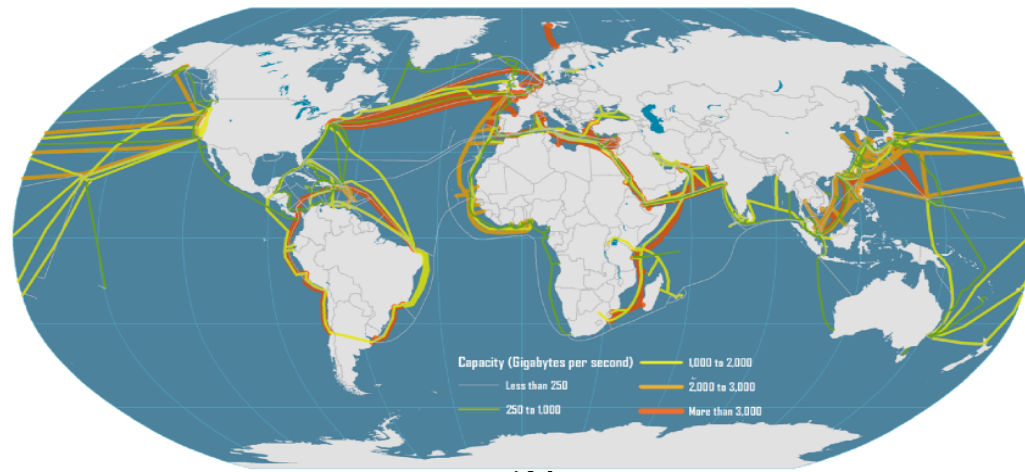 Capacity (Gigabytes per second)
Less than 250
250 to 1,000
1,000 to 2,000
2,000 to 3,000
More than 3,000